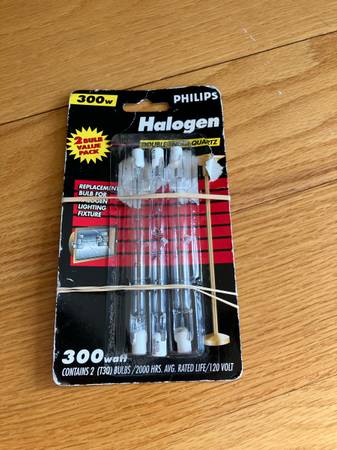 300w
PHILIPS
Halogen
2 BULB
VALUE
PACK
QUARTZ
REPLACEMENT
BULB FOR
HALOGEN
LIGHTING
FIXTURE
300watt
CONTAINS 2 (T3Q) BULBS/2000 HRS. AVG. RATED LIFE/120 VOLT